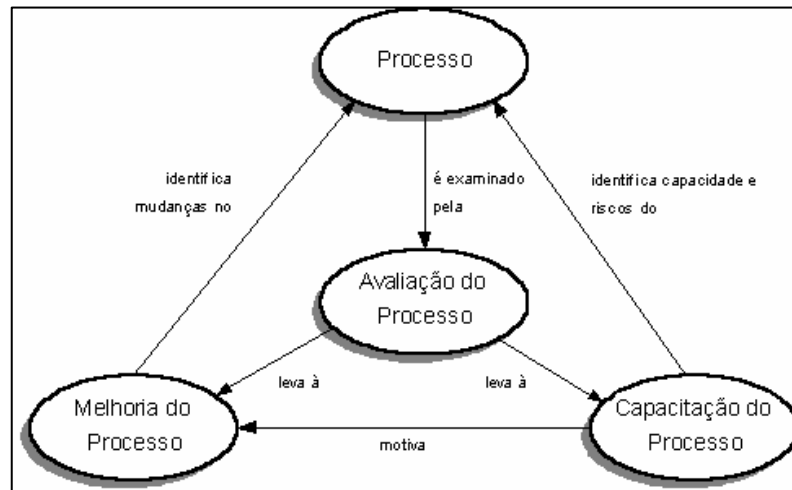 Processo
identifica
mudanças no
é examinado
pela
identifica capacidade e
riscos do
Avaliação do
Processo
leva à
leva à
Melhoria do
Processo
motiva
Capacitação do
Processo